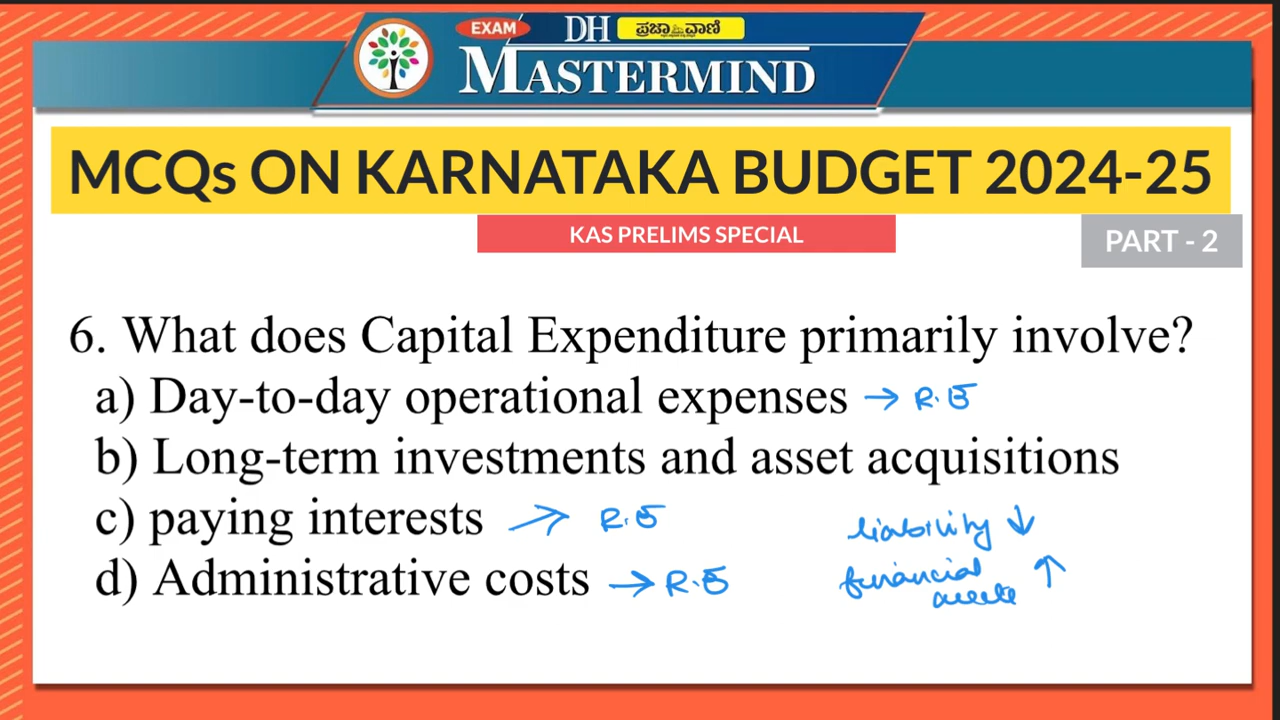 EXAM
DH ಪ್ರಜಾವಾಣಿ
MASTERMIND
MCQs ON KARNATAKA BUDGET 2024-25
KAS PRELIMS SPECIAL
PART - 2
6. What does Capital Expenditure primarily involve?
a) Day-to-day operational expenses → R.E
b) Long-term investments and asset acquisitions
c) paying interests → R.E
d) Administrative costs → R.E
liability ↓
financial ↑